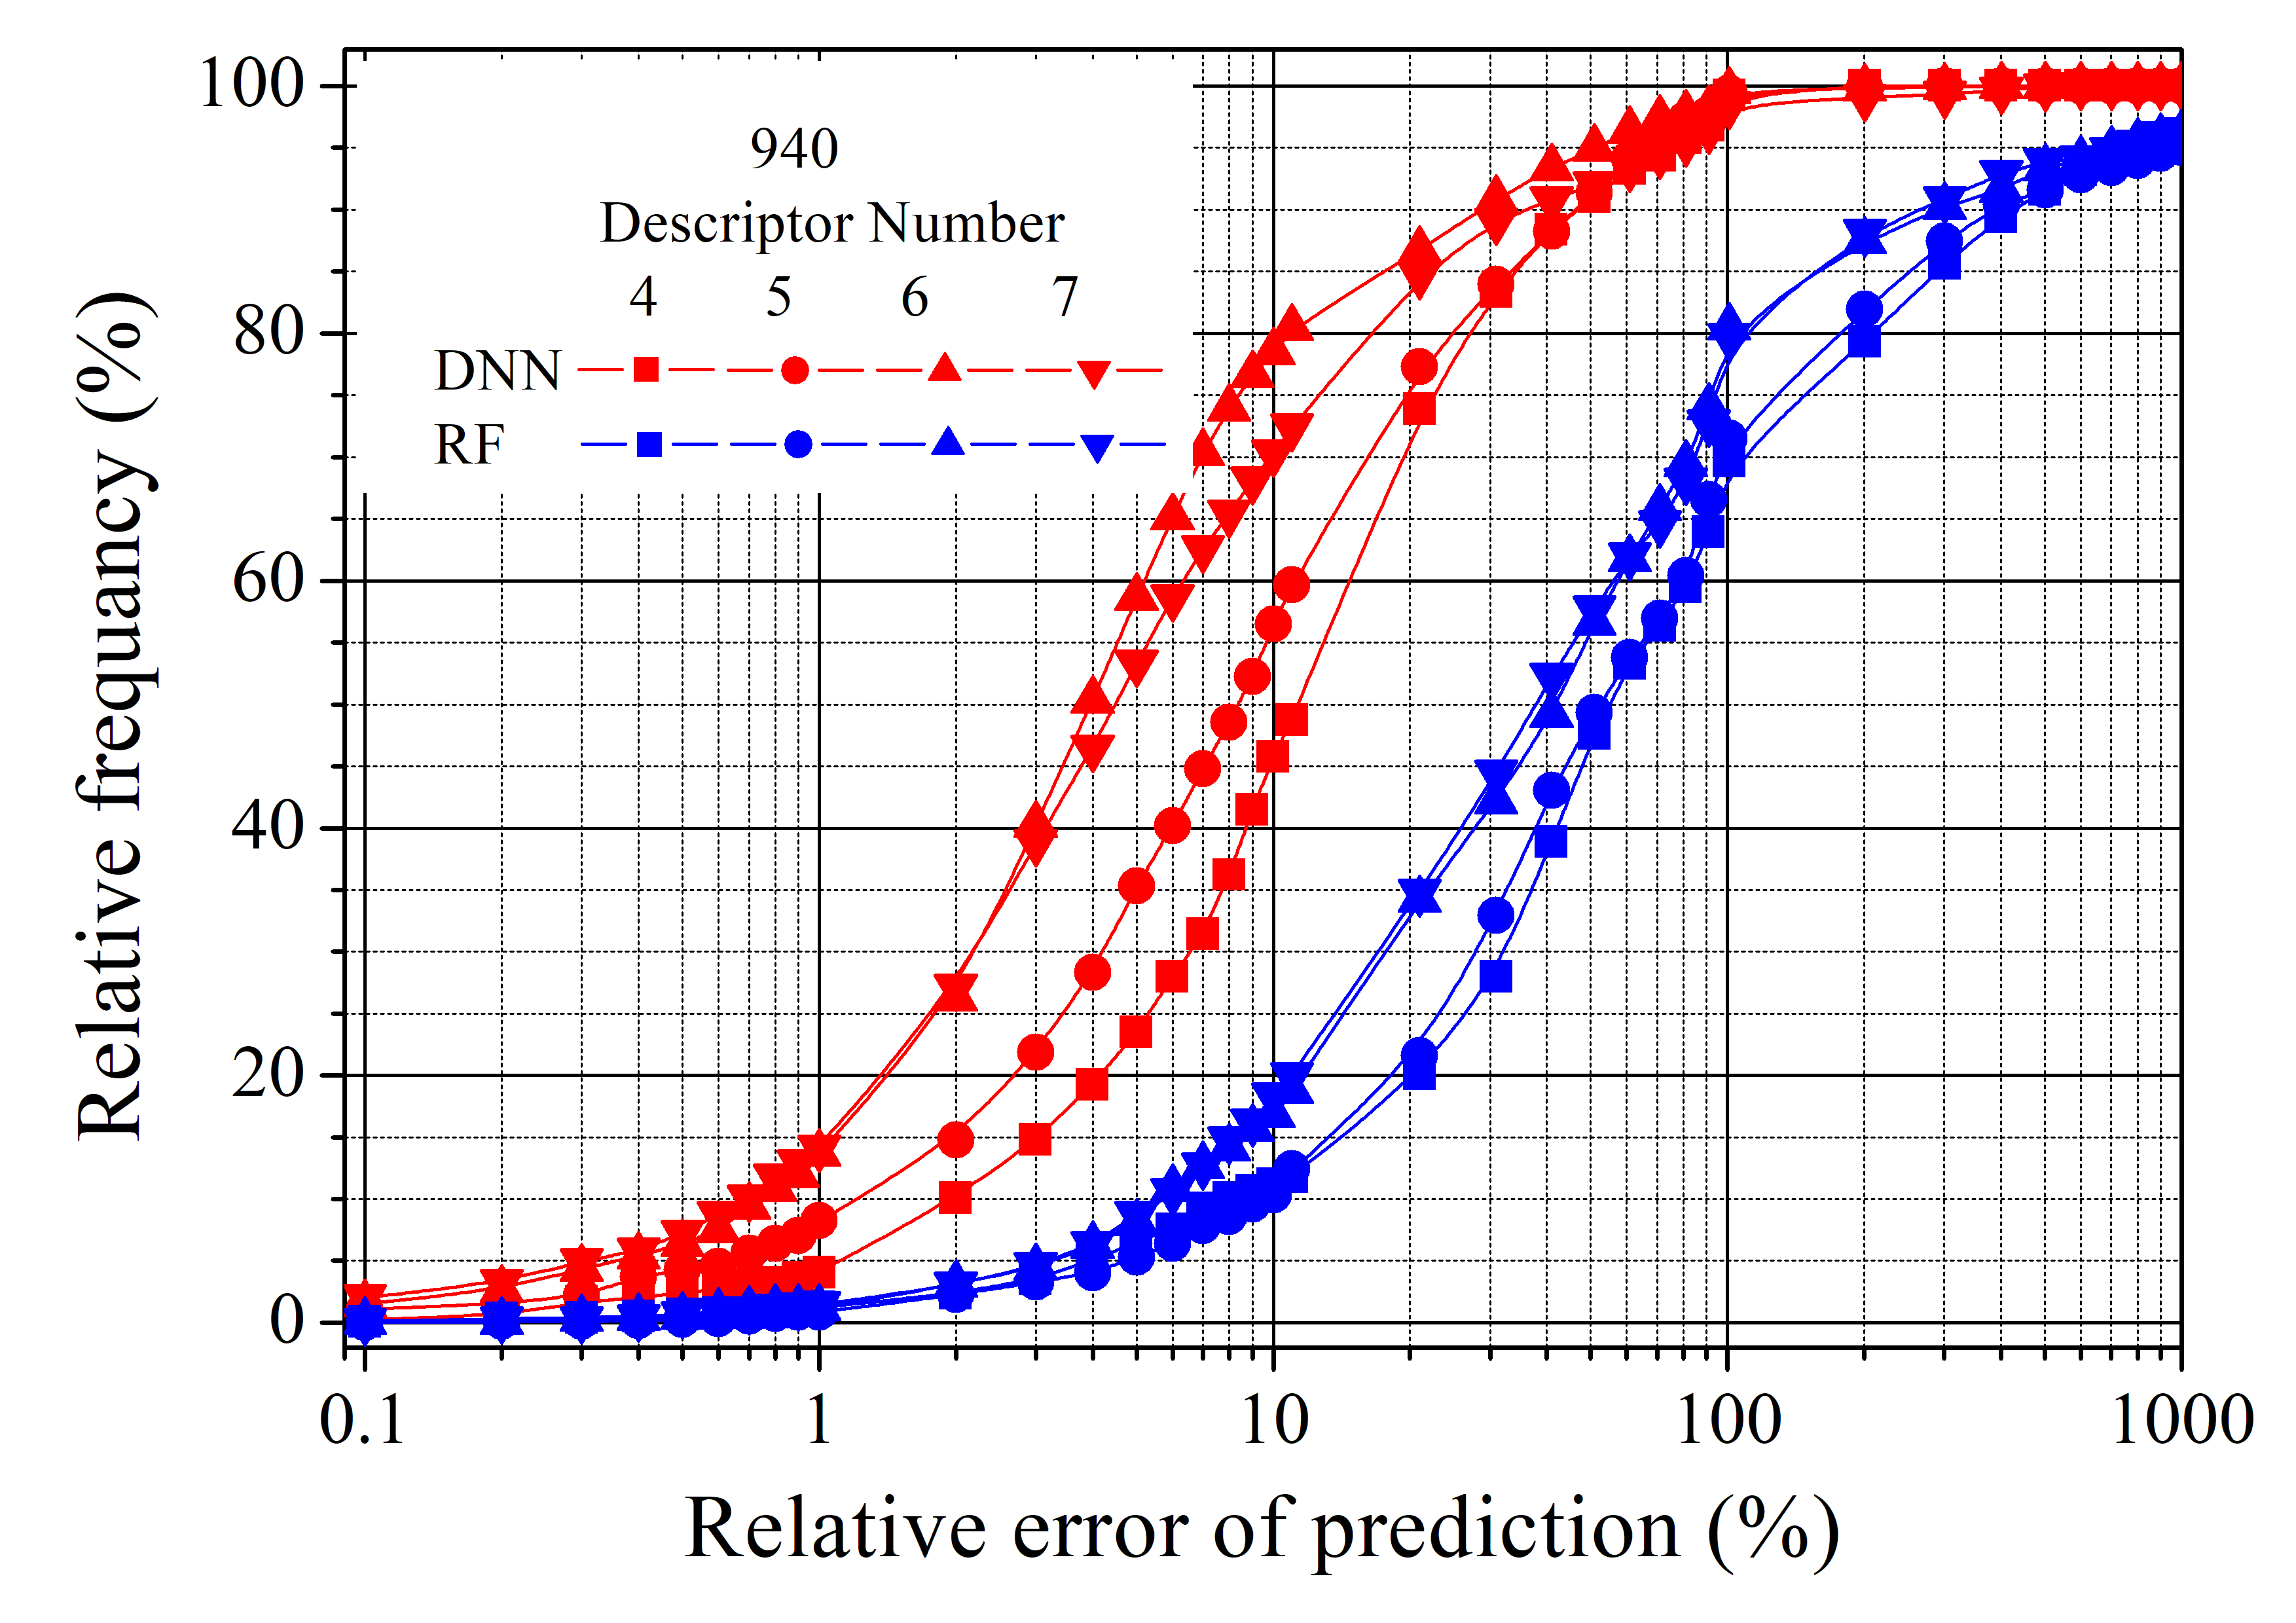 100
80
60
40
20
0
Relative frequancy (%)
940
Descriptor Number
4 5 6 7
DNN
RF
0.1 1 10 100 1000
Relative error of prediction (%)